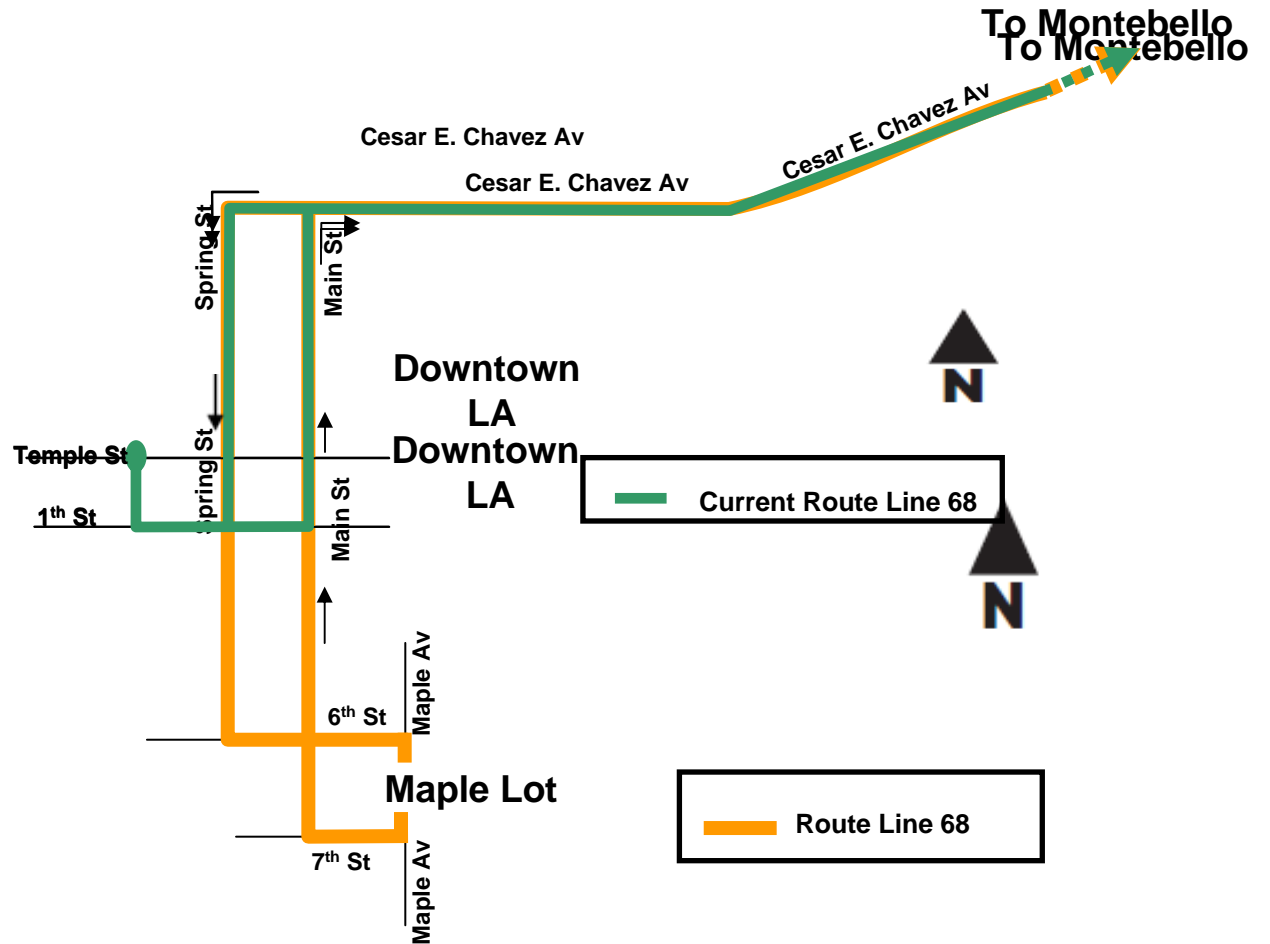 To Montebello
To Montebello
Cesar E. Chavez Av
Cesar E. Chavez Av
Cesar E. Chavez Av
Spring St
Main St
N
Downtown
LA
Downtown
LA
Temple St
Spring St
1th St
Main St
Current Route Line 68
N
Maple Av
6th St
Maple Lot
Route Line 68
7th St
Maple Av